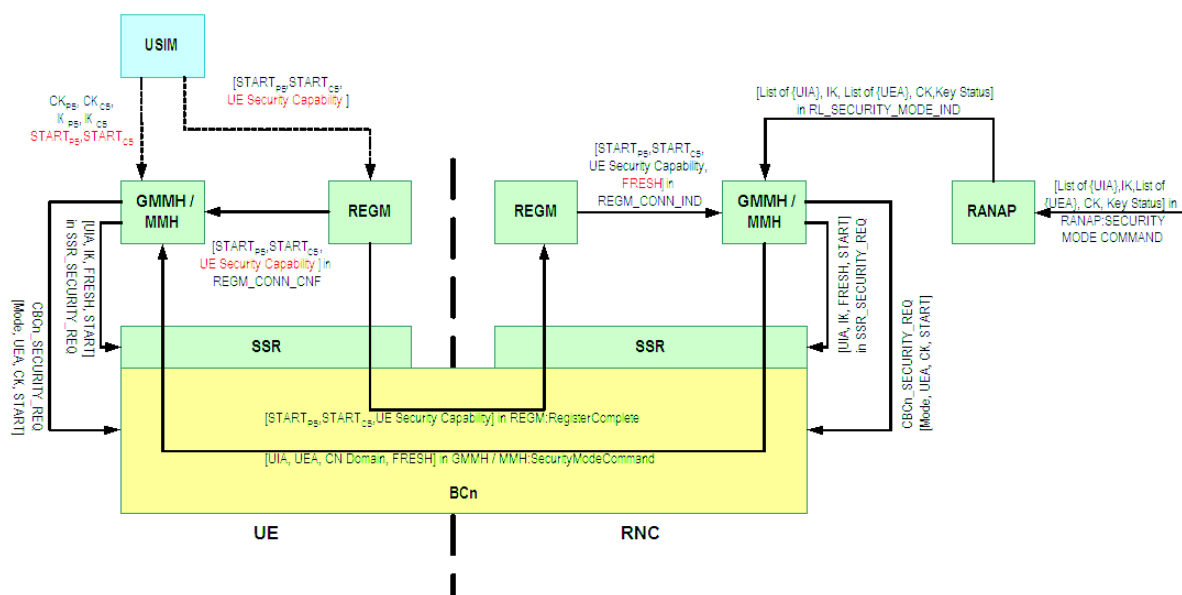 USIM
CK_PS, CK_CS,
K_PS, IK_CS
START_PS,START_CS
[START_PS,START_CS,
UE Security Capability ]
[List of {UIA}, IK, List of {UEA}, CK,Key Status]
in RL_SECURITY_MODE_IND
[START_PS,START_CS,
UE Security Capability,
FRESH] in
REGM_CONN_IND
GMMH /
MMH
REGM
REGM
GMMH /
MMH
RANAP
[List of {UIA},IK,List of
{UEA}, CK, Key Status] in
RANAP:SECURITY
MODE COMMAND
[START_PS,START_CS,
UE Security Capability ] in
REGM_CONN_CNF
[UIA, IK, FRESH, START]
in SSR_SECURITY_REQ
CBCn_SECURITY_REQ
[Mode, UEA, CK, START]
[UIA, IK, FRESH, START]
in SSR_SECURITY_REQ
CBCn_SECURITY_REQ
[Mode, UEA, CK, START]
SSR
SSR
[START_PS,START_CS,UE Security Capability] in REGM:RegisterComplete
[UIA, UEA, CN Domain, FRESH] in GMMH / MMH:SecurityModeCommand
BCn
UE
RNC